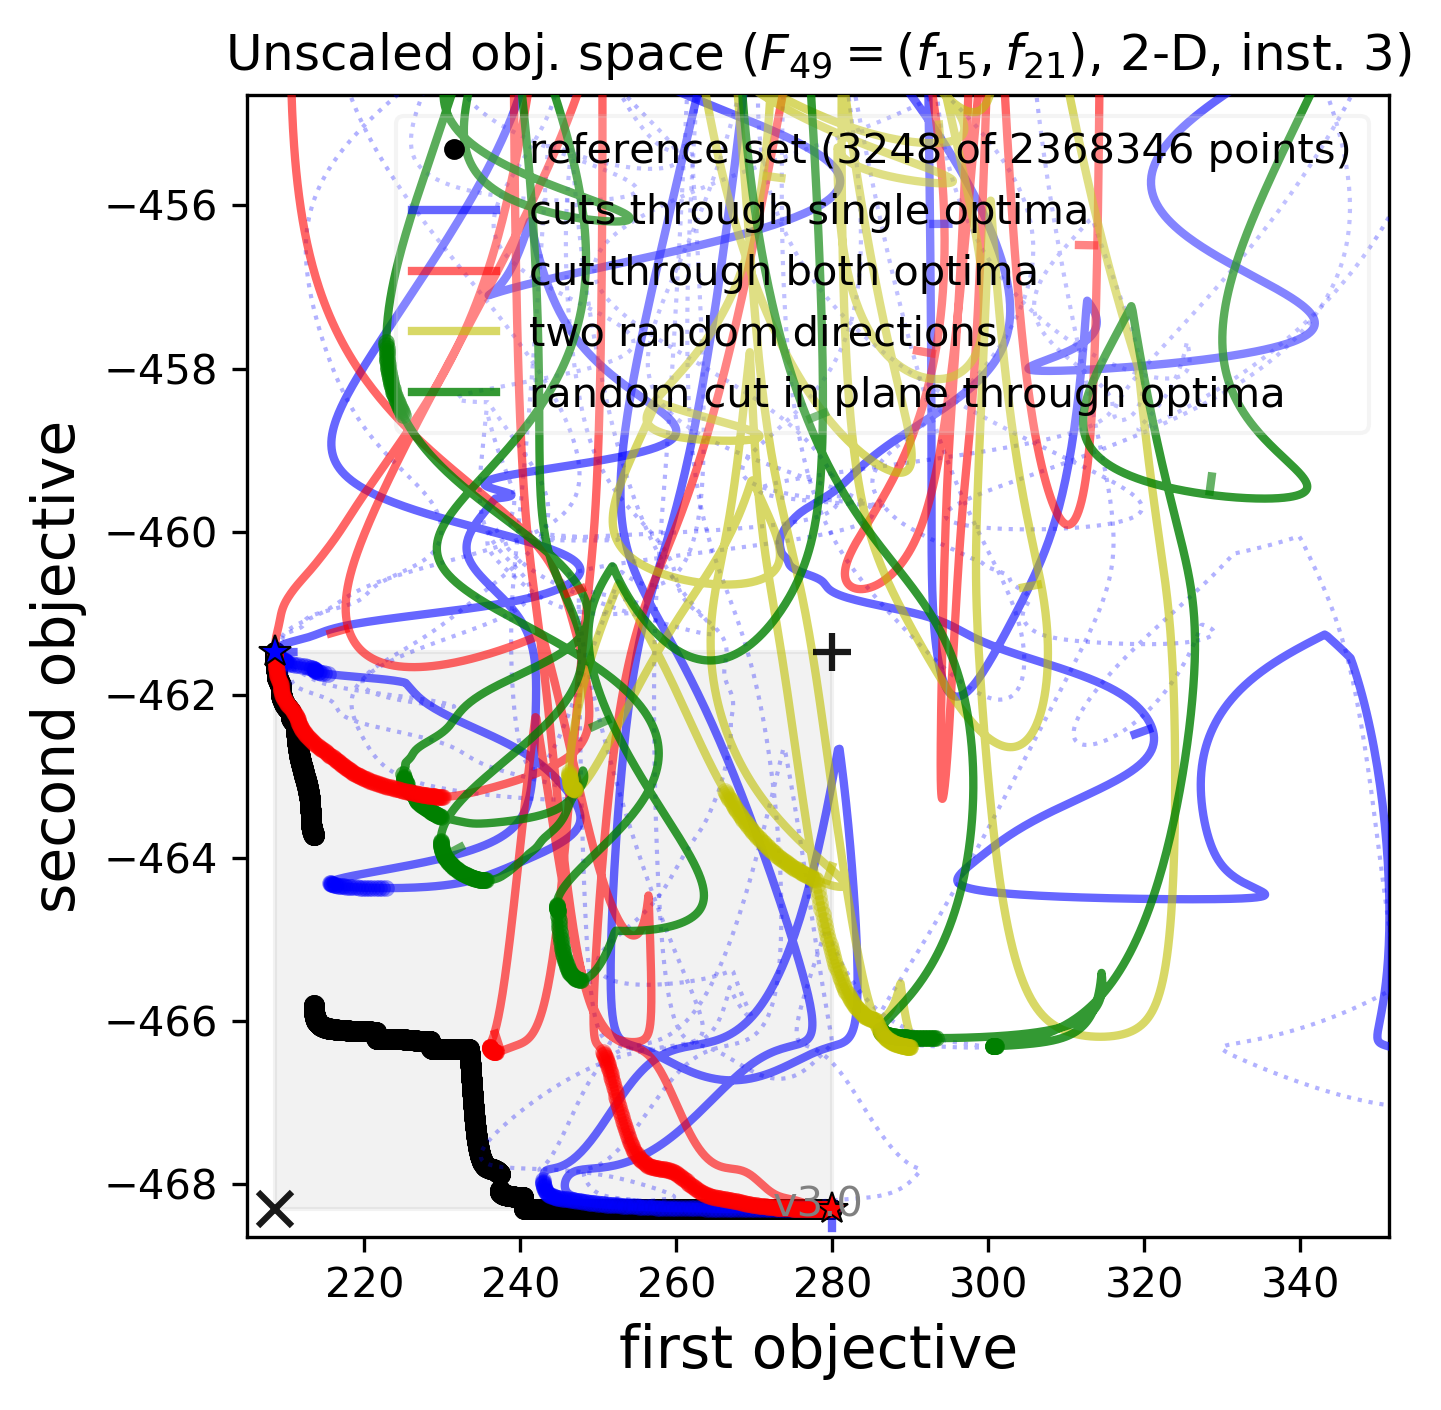 Unscaled obj. space (F49 = (f15, f21), 2-D, inst. 3)
reference set (3248 of 2368346 points)
cuts through single optima
cut through both optima
two random directions
random cut in plane through optima
second objective
−456
−458
−460
−462
−464
−466
−468
v3.0
220 240 260 280 300 320 340
first objective